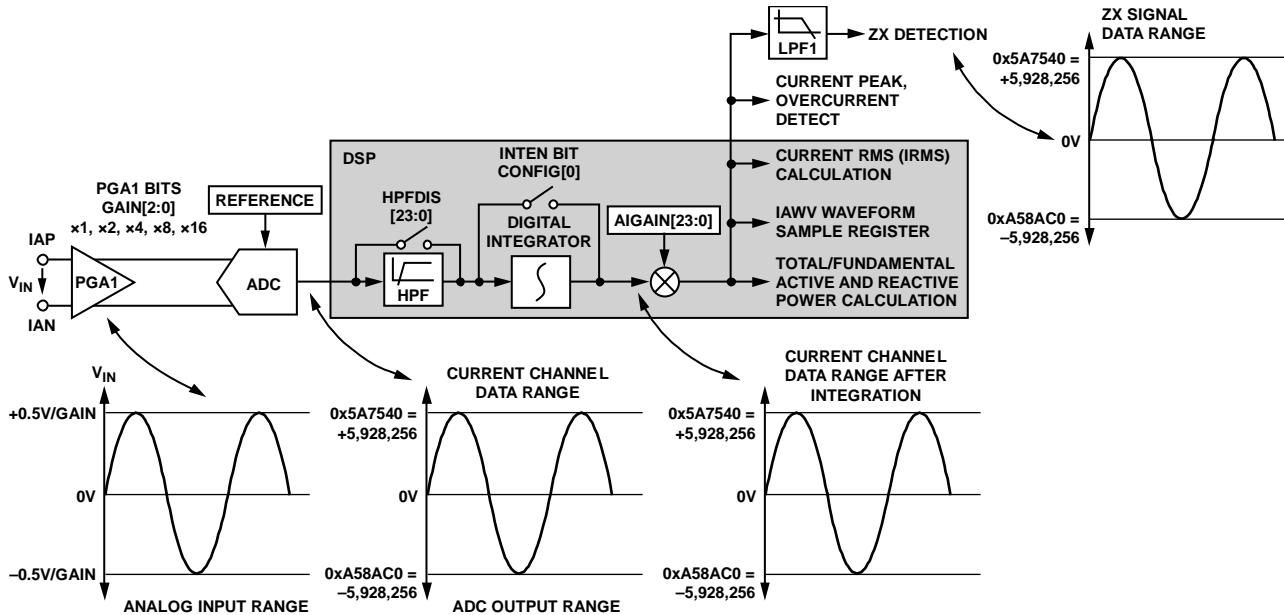 LPF1
ZX DETECTION
ZX SIGNAL
DATA RANGE
0x5A7540 =
+5,928,256
0V
0xA58AC0 =
–5,928,256
CURRENT PEAK,
OVERCURRENT
DETECT
DSP
CURRENT RMS (IRMS)
CALCULATION
IAWV WAVEFORM
SAMPLE REGISTER
TOTAL/FUNDAMENTAL
ACTIVE AND REACTIVE
POWER CALCULATION
INTEN BIT
CONFIG[0]
DIGITAL
INTEGRATOR
AIGAIN[23:0]
HPFDIS
[23:0]
HPF
REFERENCE
ADC
PGA1 BITS
GAIN[2:0]
×1, ×2, ×4, ×8, ×16
IAP
VIN
PGA1
IAN
VIN
+0.5V/GAIN
0V
–0.5V/GAIN
ANALOG INPUT RANGE
CURRENT CHANNEL
DATA RANGE
0x5A7540 =
+5,928,256
0V
0xA58AC0 =
–5,928,256
ADC OUTPUT RANGE
CURRENT CHANNEL
DATA RANGE AFTER
INTEGRATION
0x5A7540 =
+5,928,256
0V
0xA58AC0 =
–5,928,256